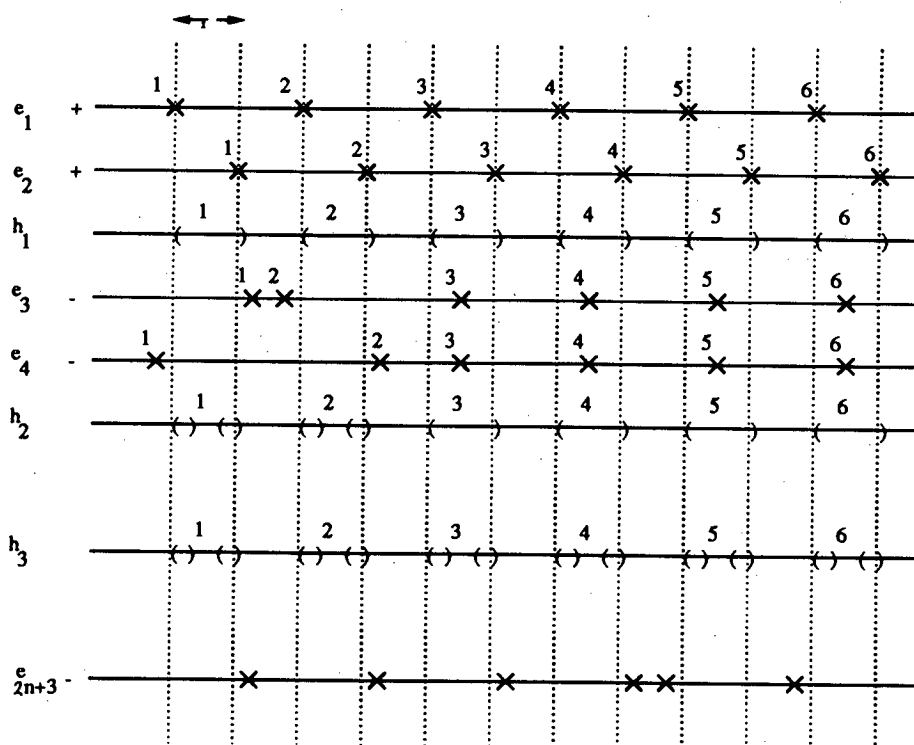 r
1 2 3 4 5 6
e1 +
1 2 3 4 5 6
e2 +
h1 1 2 3 4 5 6
( ) ( ) ( ) ( ) ( ) ( )
1 2 3 4 5 6
e3 -
1 2 3 4 5 6
e4 -
h2 1 2 3 4 5 6
( ) ( ) ( ) ( ) ( ) ( ) ( ) ( )
h3 1 2 3 4 5 6
( ) ( ) ( ) ( ) ( ) ( ) ( ) ( ) ( ) ( ) ( ) ( )
e2n+3 -